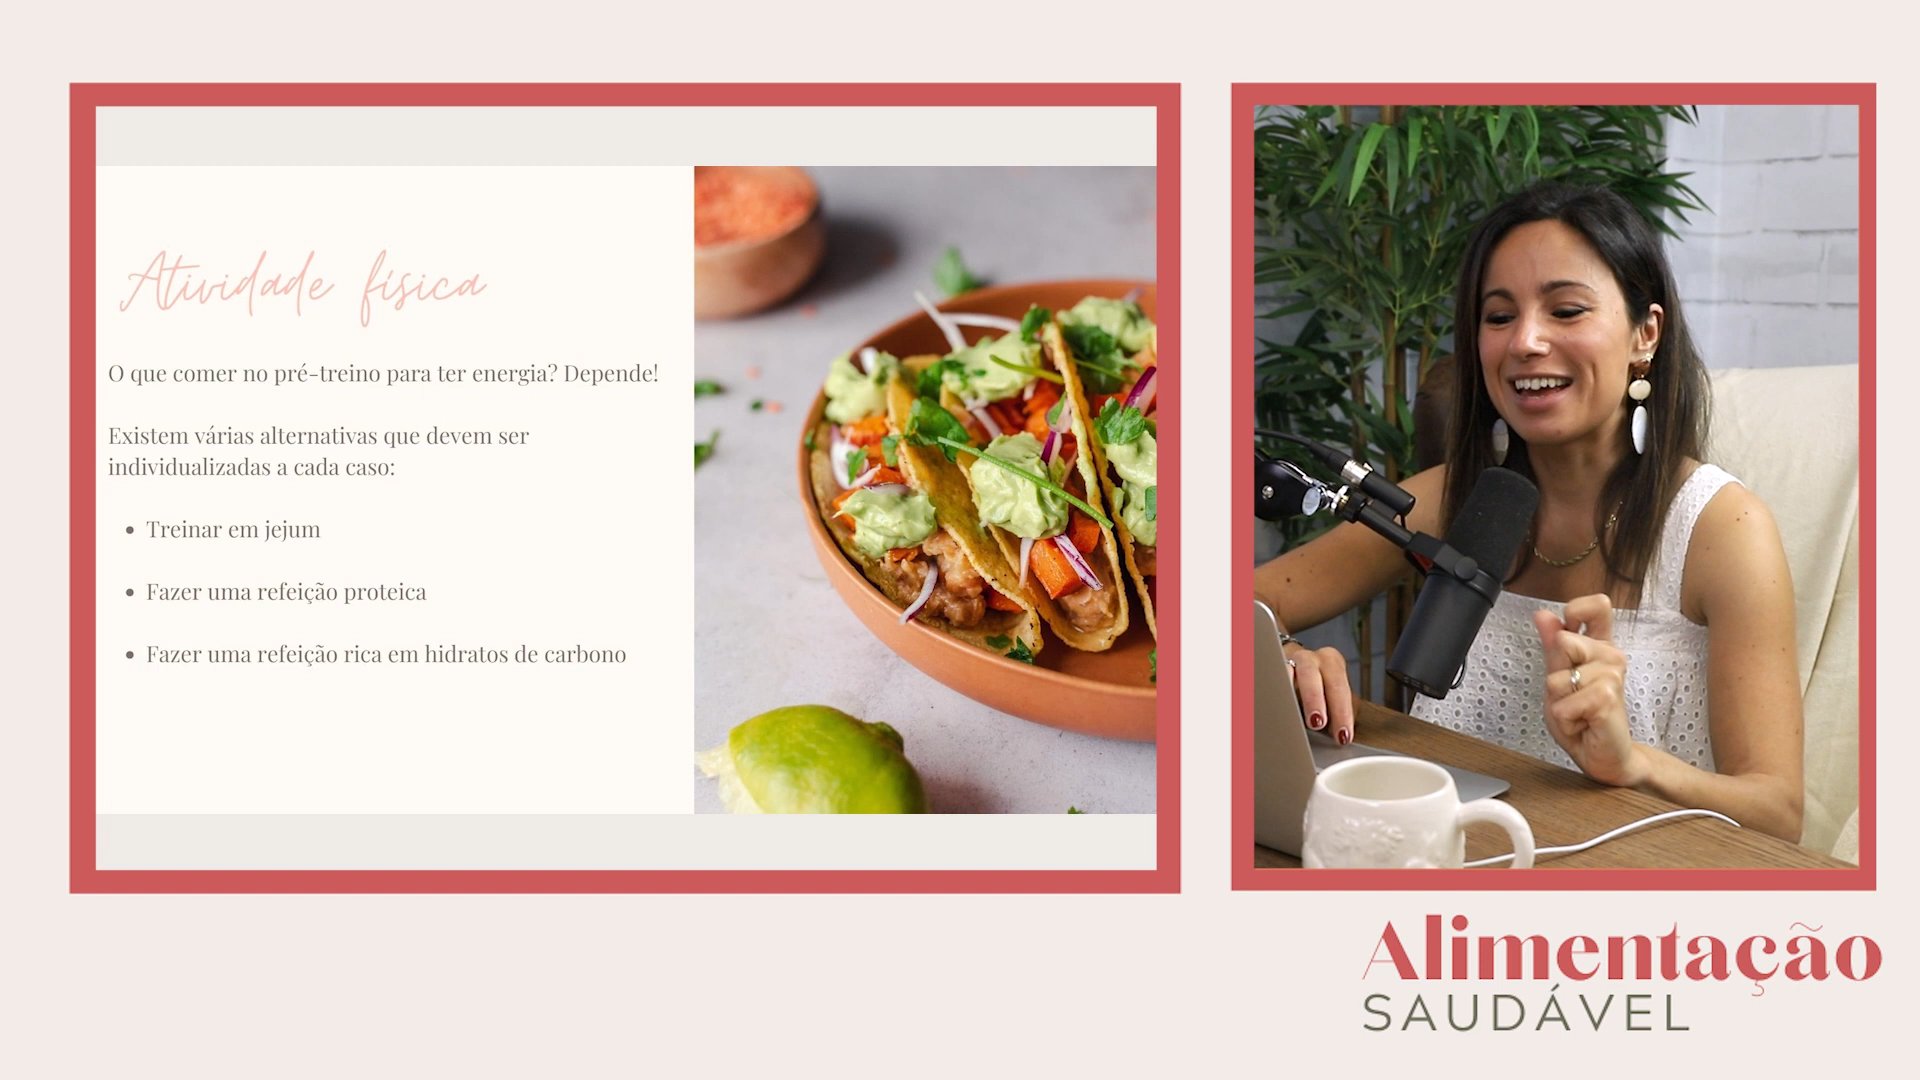 Atividade física
O que comer no pré-treino para ter energia? Depende!
Existem várias alternativas que devem ser
individualizadas a cada caso:
• Treinar em jejum
• Fazer uma refeição proteica
• Fazer uma refeição rica em hidratos de carbono
Alimentação
SAUDÁVEL